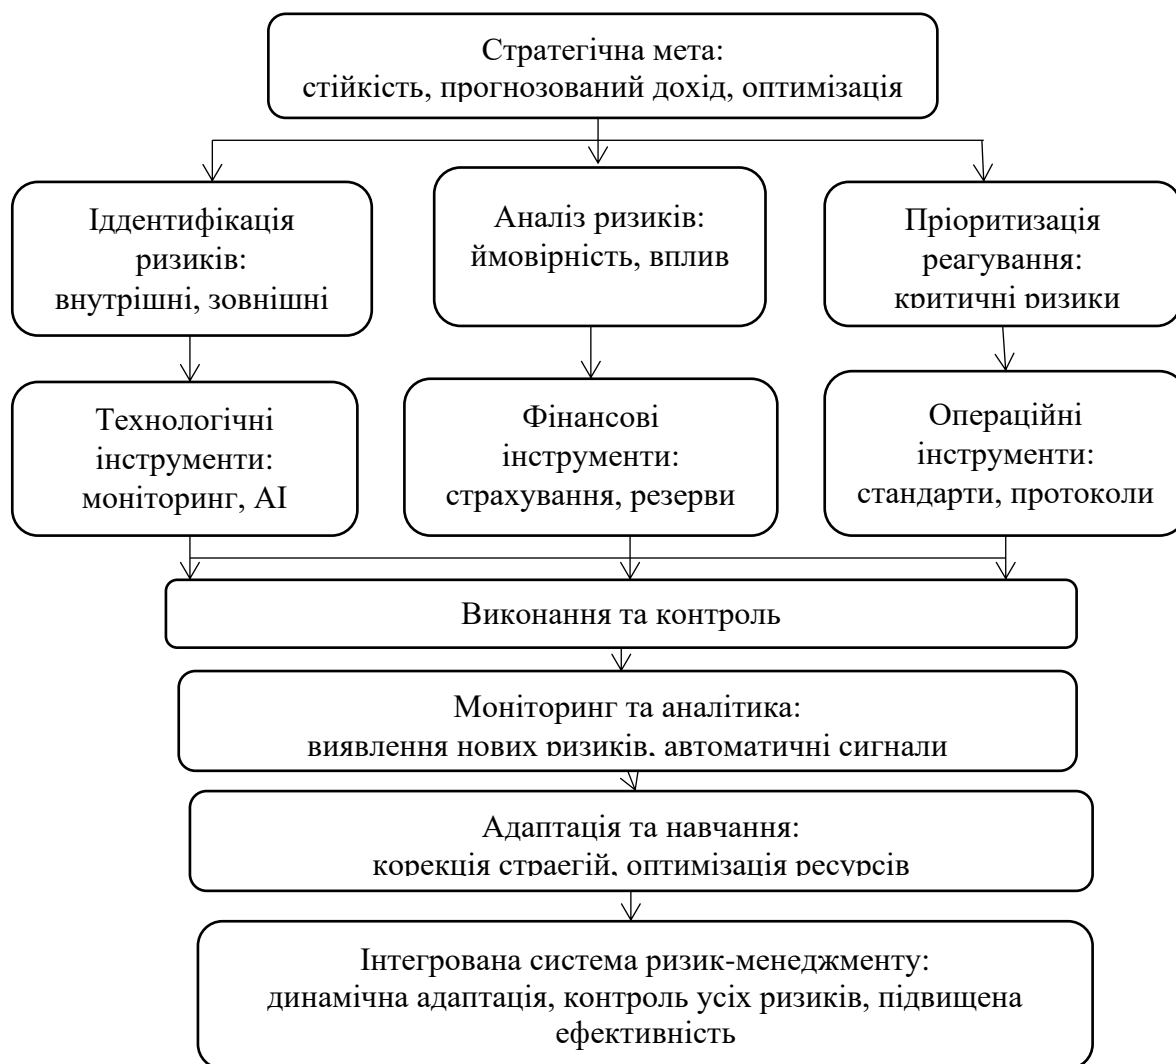 Стратегічна мета:
стійкість, прогнозований дохід, оптимізація
Іддентифікація
ризиків:
внутрішні, зовнішні
Аналіз ризиків:
ймовірність, вплив
Пріоритизація
реагування:
критичні ризики
Технологічні
інструменти:
моніторинг, AI
Фінансові
інструменти:
страхування, резерви
Операційні
інструменти:
стандарти, протоколи
Виконання та контроль
Моніторинг та аналітика:
виявлення нових ризиків, автоматичні сигнали
Адаптація та навчання:
корекція страегій, оптимізація ресурсів
Інтегрована система ризик-менеджменту:
динамічна адаптація, контроль усіх ризиків, підвищена
ефективність